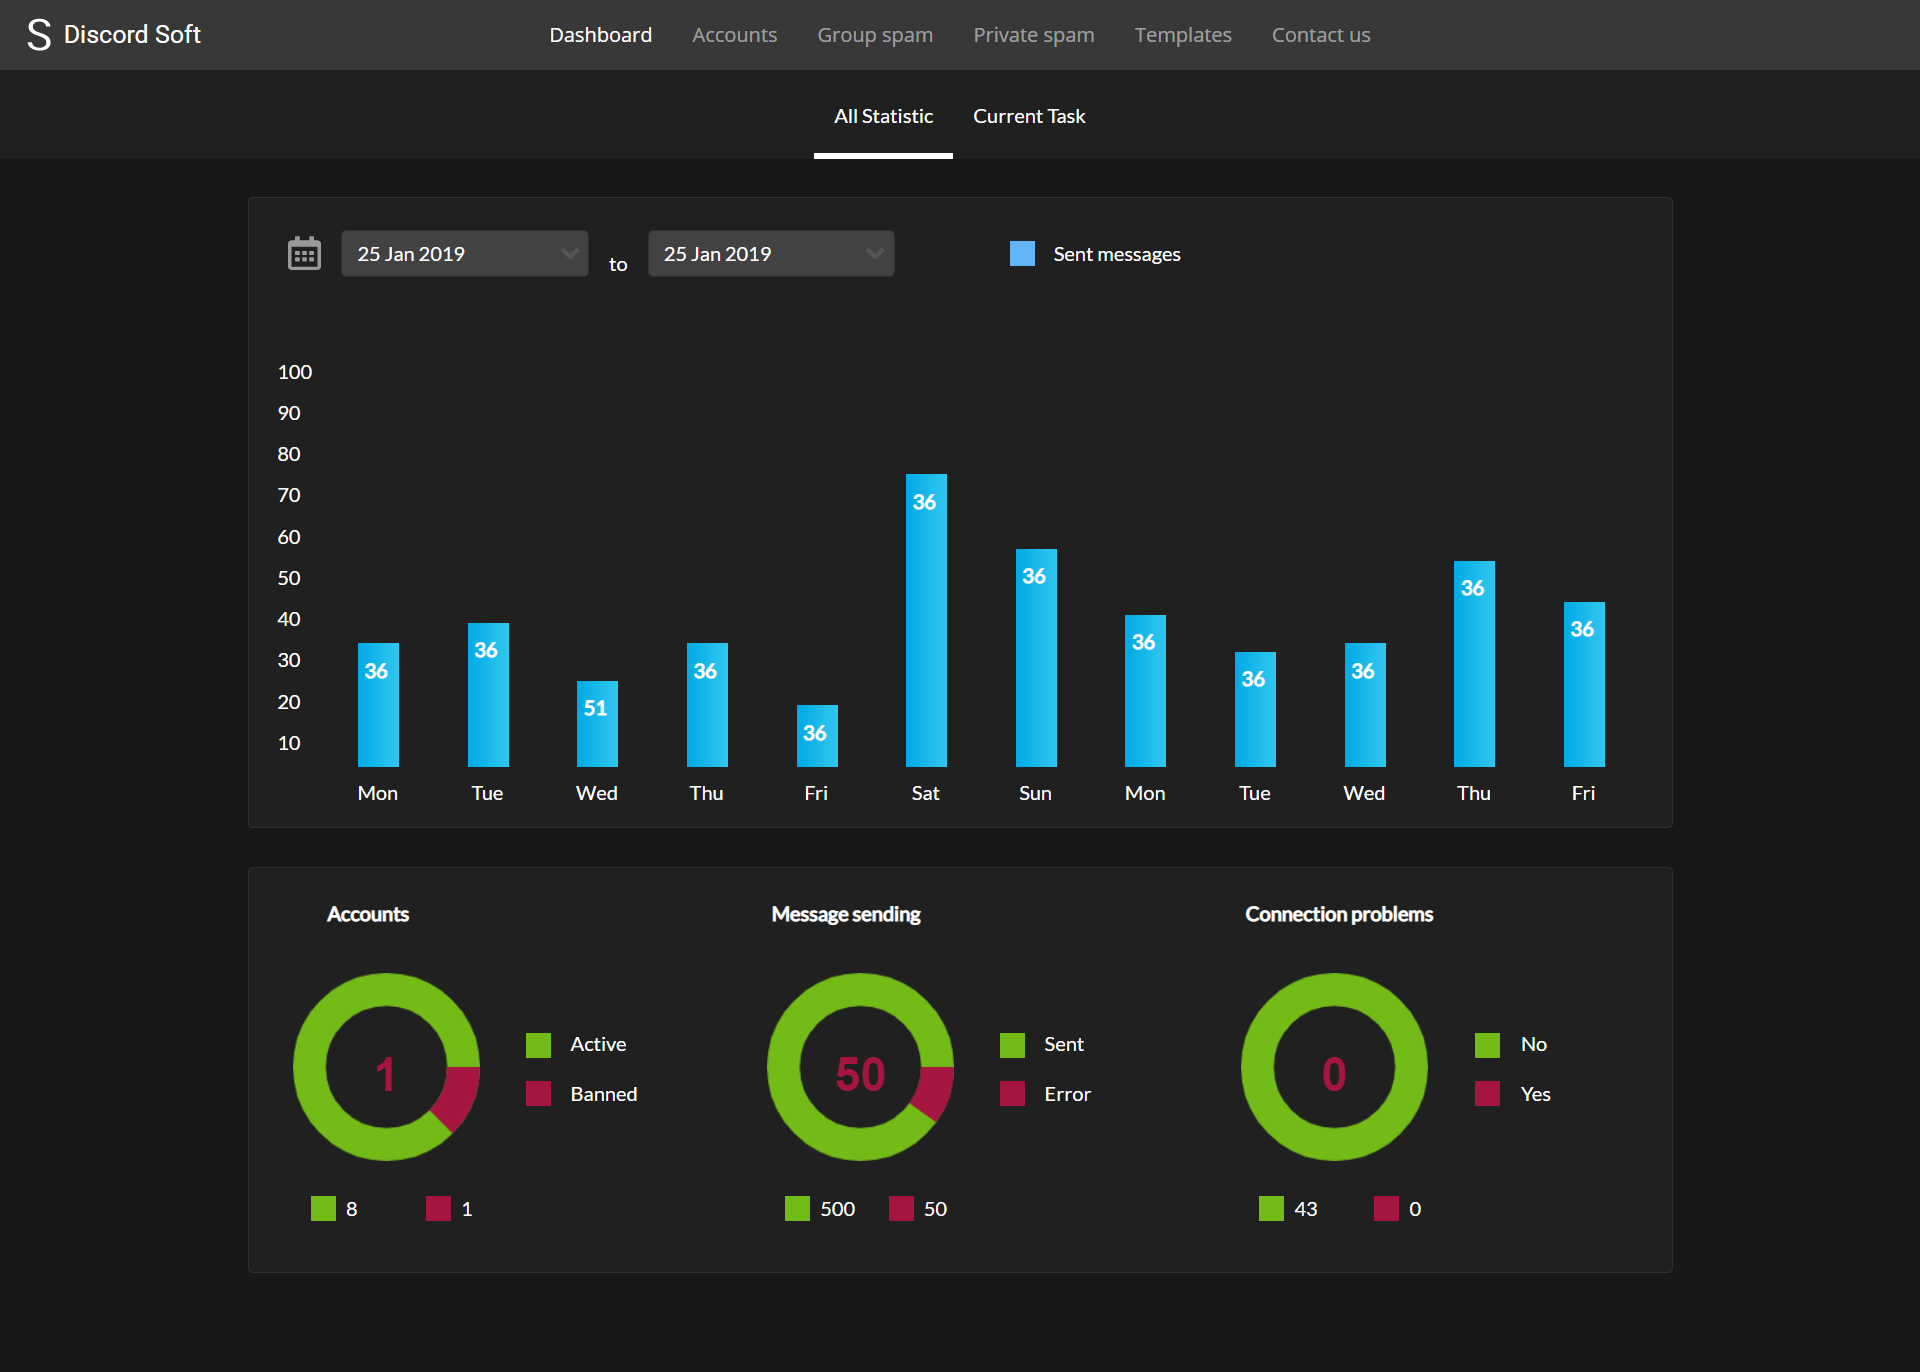 S Discord Soft
Dashboard Accounts Group spam Private spam Templates Contact us
All Statistic Current Task
25 Jan 2019 to 25 Jan 2019 Sent messages
100
90
80
70
60
50
40
30
20
10
36 36 51 36 36 36 36 36 36 36 36 36
Mon Tue Wed Thu Fri Sat Sun Mon Tue Wed Thu Fri
Accounts
1
Active
Banned
8 1
Message sending
50
Sent
Error
500 50
Connection problems
0
No
Yes
43 0